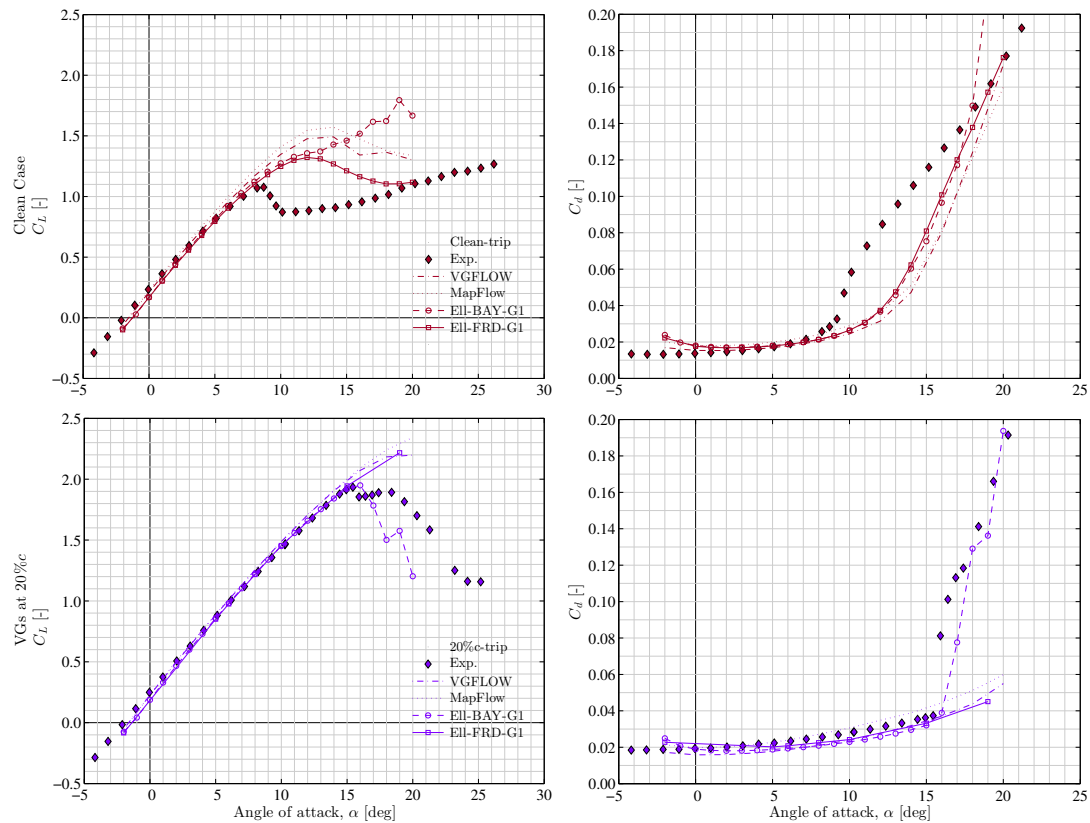 Clean Case
C_L [-]
2.5
2.0
1.5
1.0
0.5
0.0
−0.5
−5 0 5 10 15 20 25 30
Clean-trip
Exp.
VGFLOW
MapFlow
Ell-BAY-G1
Ell-FRD-G1
C_d [-]
0.20
0.18
0.16
0.14
0.12
0.10
0.08
0.06
0.04
0.02
0.00
−5 0 5 10 15 20 25
VGs at 20%c
C_L [-]
2.5
2.0
1.5
1.0
0.5
0.0
−0.5
−5 0 5 10 15 20 25 30
Angle of attack, α [deg]
20%c-trip
Exp.
VGFLOW
MapFlow
Ell-BAY-G1
Ell-FRD-G1
C_d [-]
0.20
0.18
0.16
0.14
0.12
0.10
0.08
0.06
0.04
0.02
0.00
−5 0 5 10 15 20 25
Angle of attack, α [deg]